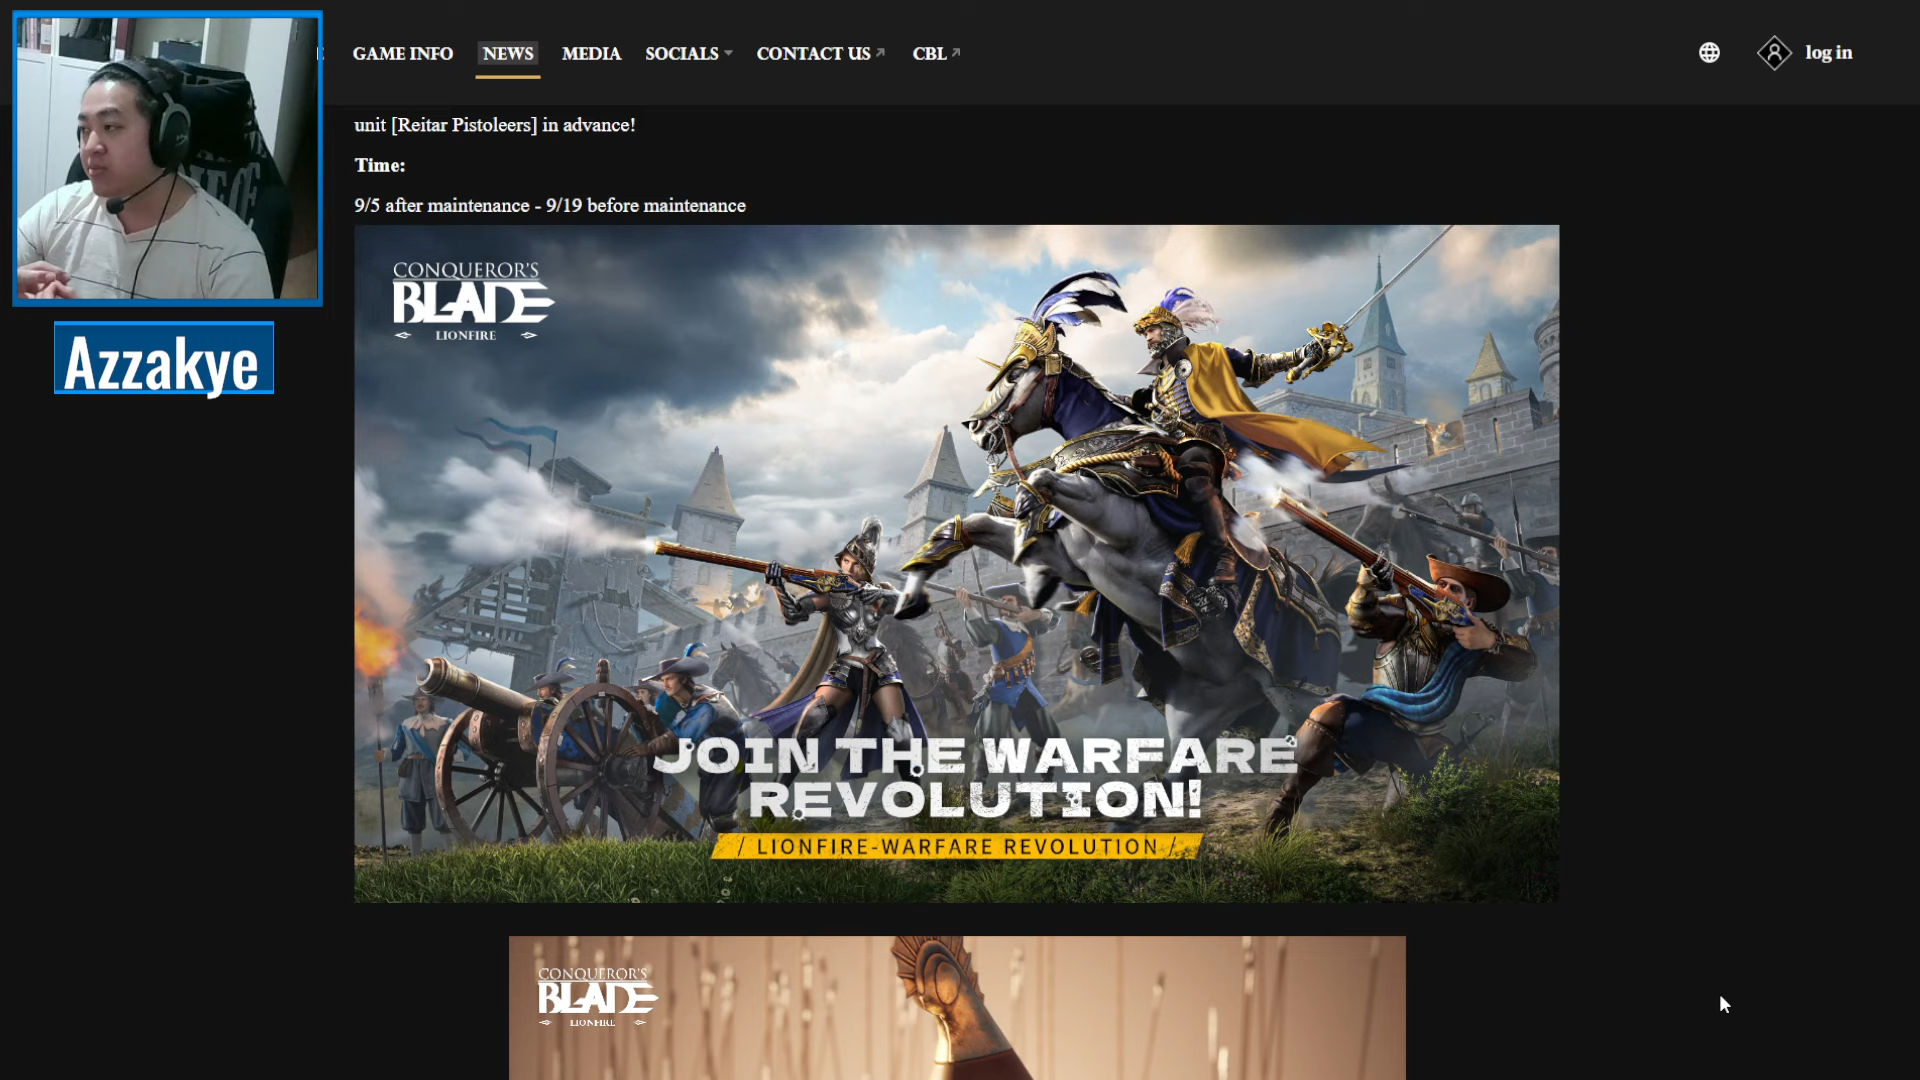 GAME INFO
NEWS
MEDIA
SOCIALS
CONTACT US
CBL
log in
unit [Reitar Pistoleers] in advance!
Time:
9/5 after maintenance - 9/19 before maintenance
CONQUEROR'S
BLADE
LIONFIRE
Azzakye
JOIN THE WARFARE
REVOLUTION!
/ LIONFIRE-WARFARE REVOLUTION /
CONQUEROR'S
BLADE
LIONFIRE